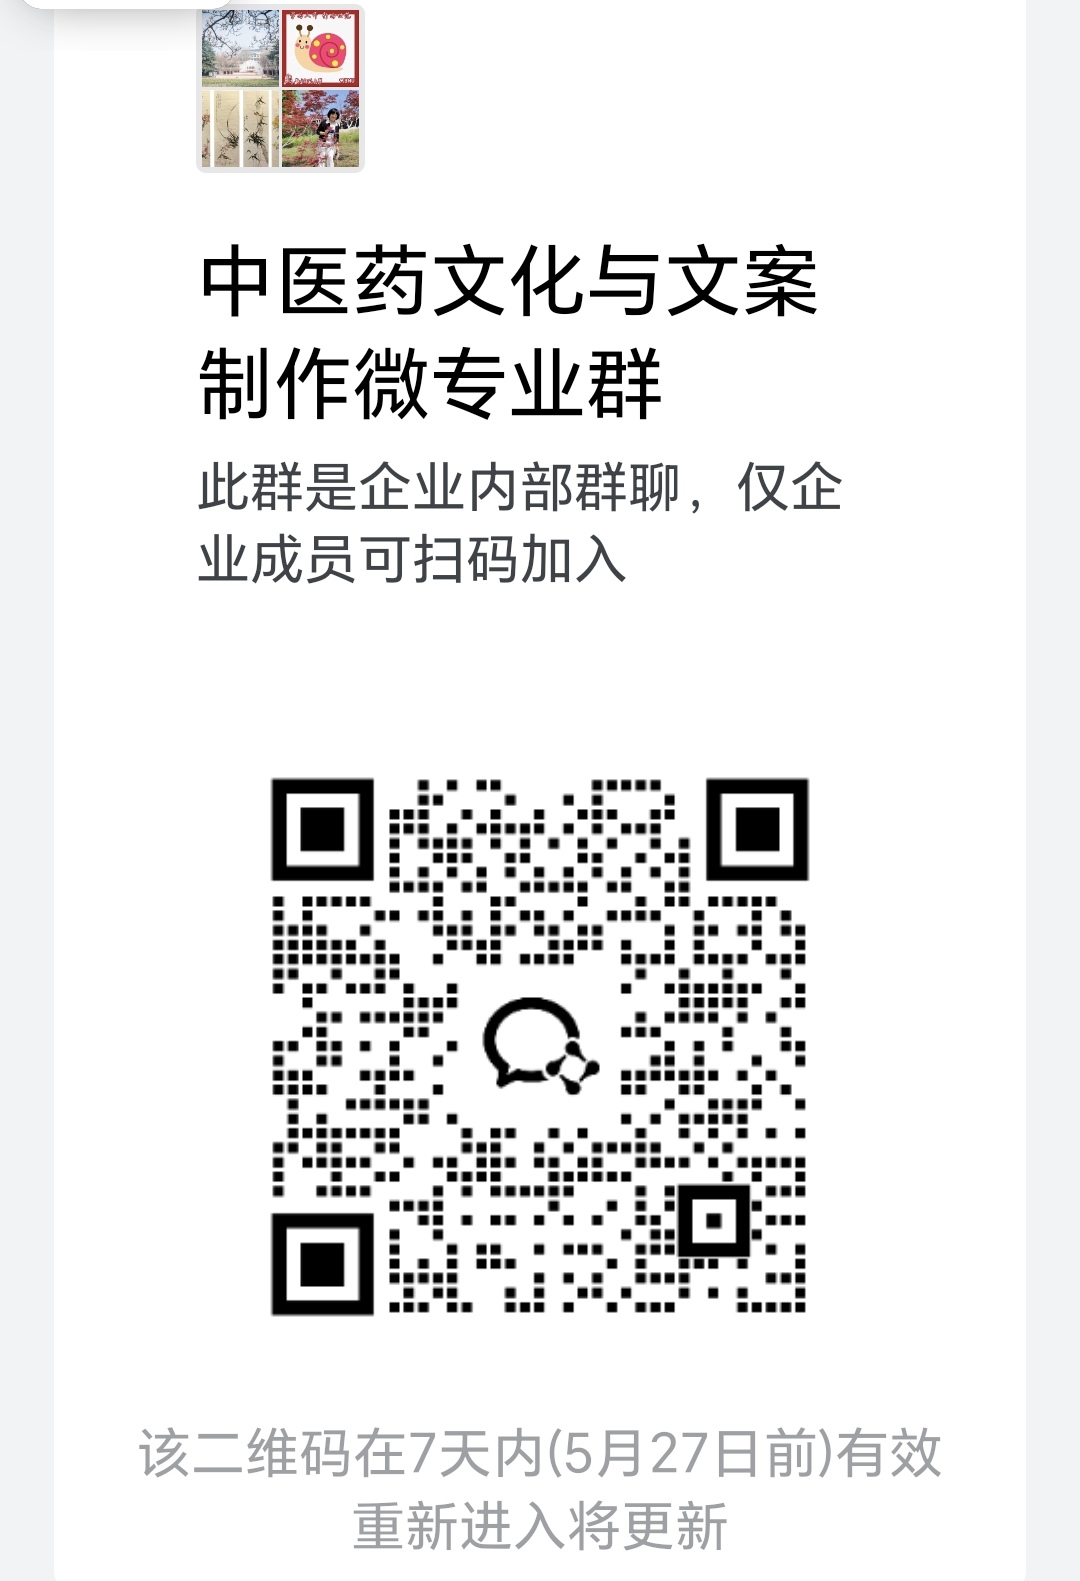 中医药文化与文案
制作微专业群
此群是企业内部群聊，仅企
业成员可扫码加入
该二维码在7天内(5月27日前)有效
重新进入将更新